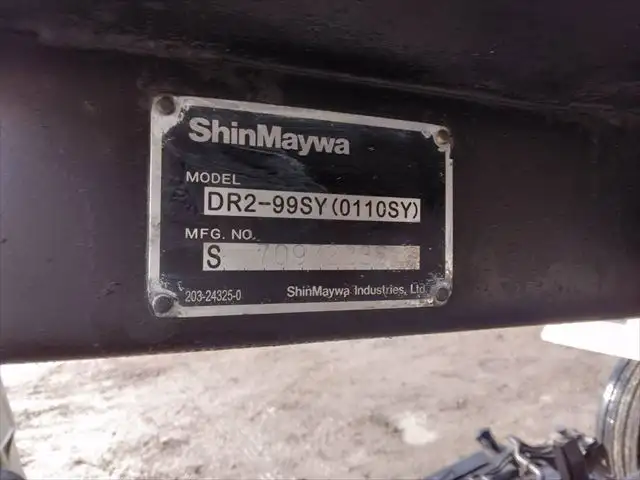 ShinMaywa
MODEL
DR2-99SY(0110SY)
MFG. NO.
S
203-24325-0 ShinMaywa Industries, Ltd.